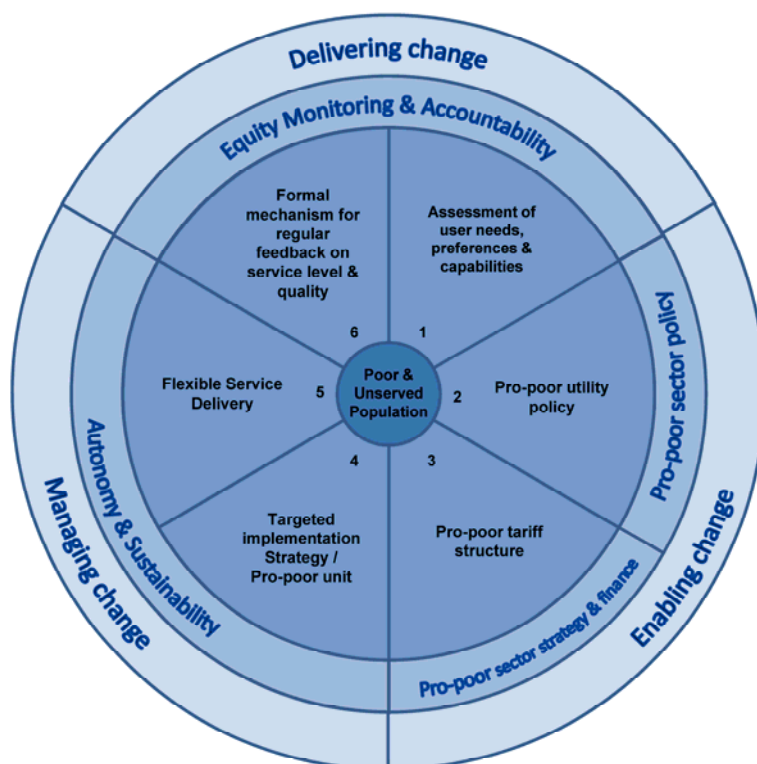 Delivering change
Equity Monitoring & Accountability
Formal
mechanism for
regular
feedback on
service level &
quality
Assessment of
user needs,
preferences &
capabilities
6
1
Flexible Service
Delivery
5
Poor &
Unserved
Population
2
Pro-poor utility
policy
Pro-poor sector policy
4
3
Targeted
implementation
Strategy /
Pro-poor unit
Pro-poor tariff
structure
Autonomy & Sustainability
Managing change
Pro-poor sector strategy & finance
Enabling change